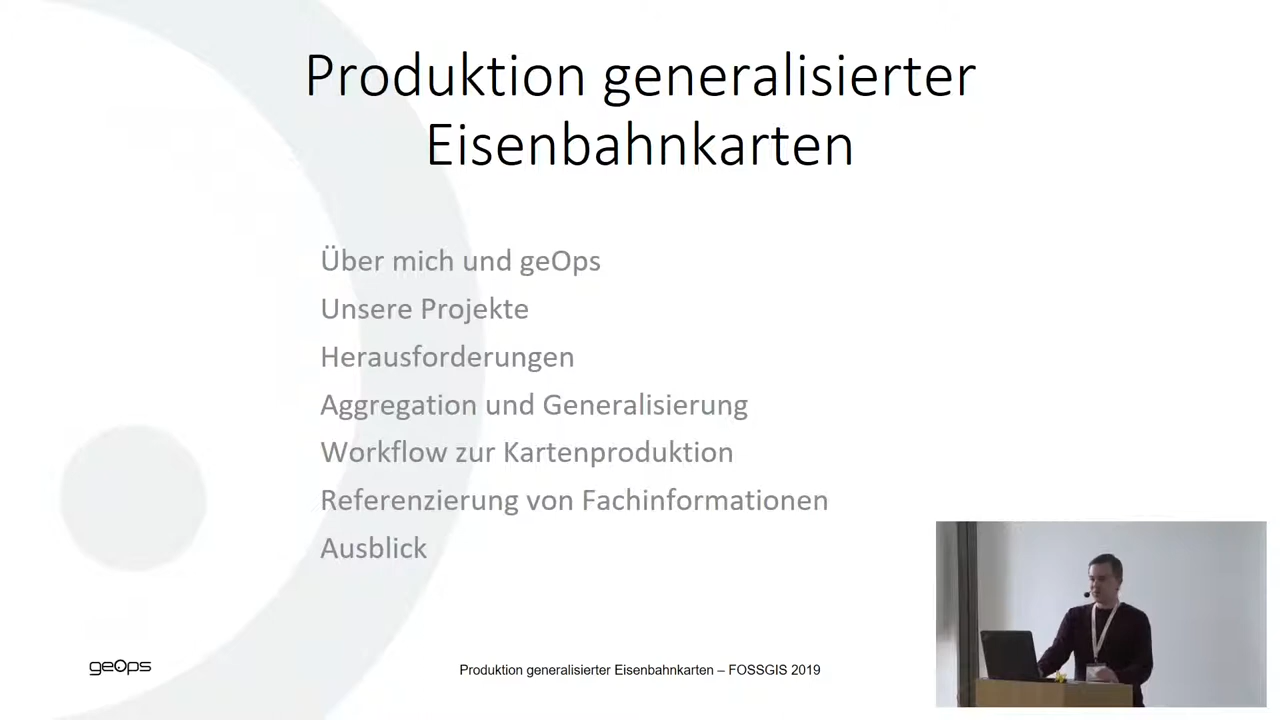 Produktion generalisierter
Eisenbahnkarten
Über mich und geOps
Unsere Projekte
Herausforderungen
Aggregation und Generalisierung
Workflow zur Kartenproduktion
Referenzierung von Fachinformationen
Ausblick
geOps
Produktion generalisierter Eisenbahnkarten – FOSSGIS 2019